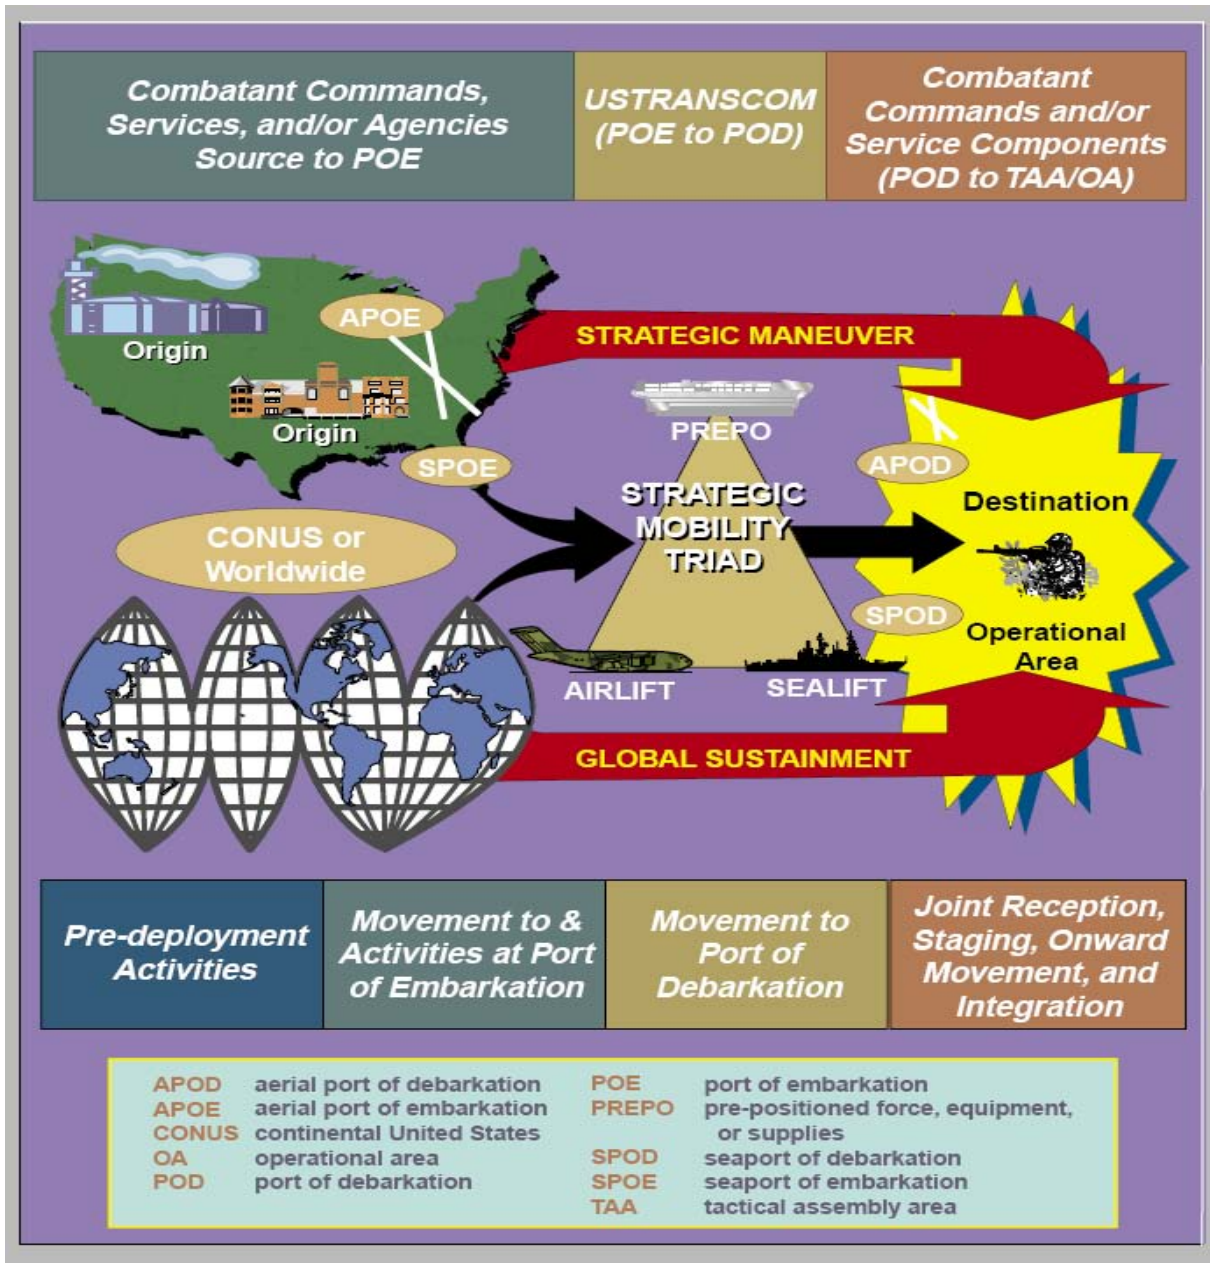 Combatant Commands,
Services, and/or Agencies
Source to POE
USTRANSCOM
(POE to POD)
Combatant
Commands and/or
Service Components
(POD to TAA/OA)
Origin
APOE
Origin
SPOE
STRATEGIC MANEUVER
PREPO
STRATEGIC
MOBILITY
TRIAD
APOD
Destination
CONUS or
Worldwide
SPOD
Operational
Area
AIRLIFT
SEALIFT
GLOBAL SUSTAINMENT
Pre-deployment
Activities
Movement to &
Activities at Port
of Embarkation
Movement to
Port of
Debarkation
Joint Reception,
Staging, Onward
Movement, and
Integration
APOD aerial port of debarkation
APOE aerial port of embarkation
CONUS continental United States
OA operational area
POD port of debarkation
POE port of embarkation
PREPO pre-positioned force, equipment,
or supplies
SPOD seaport of debarkation
SPOE seaport of embarkation
TAA tactical assembly area